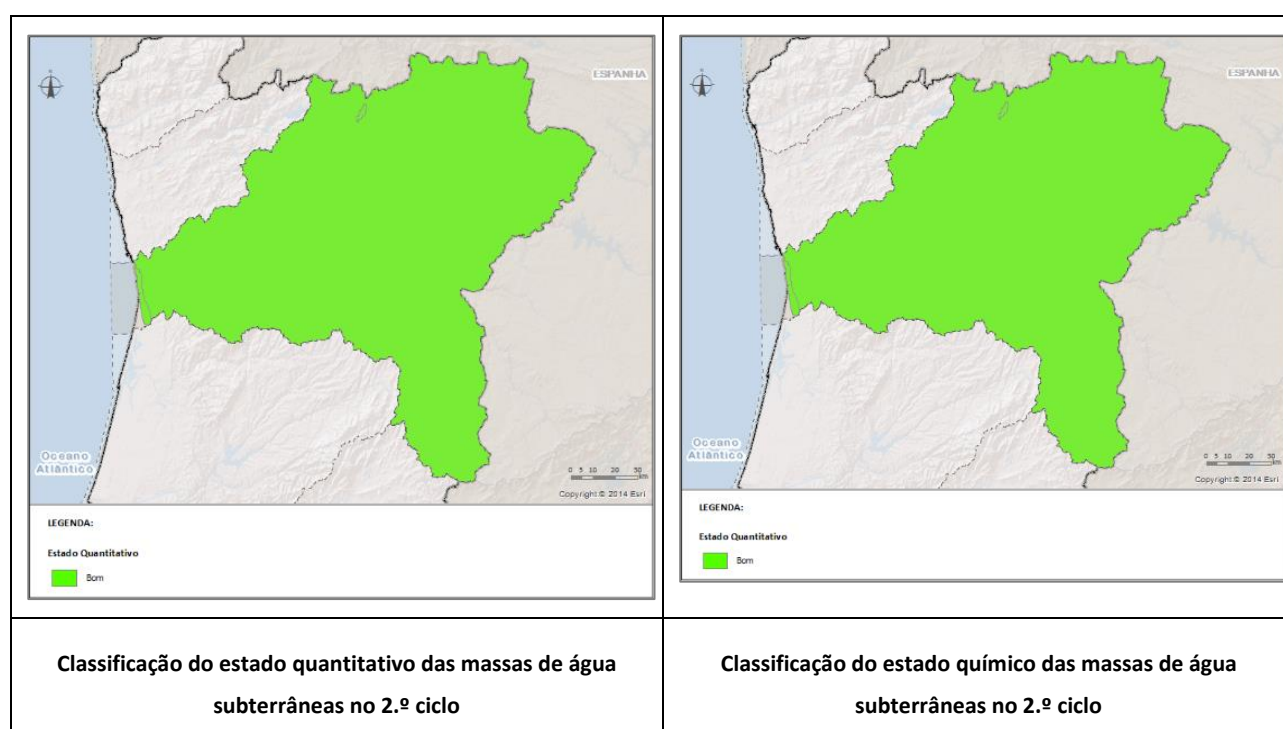 ESPANHA
Oceano
Atlântico
0 5 10 20 30
km
Copyright © 2014 Esri
LEGENDA:
Estado Quantitativo
Bom
Classificação do estado quantitativo das massas de água
subterrâneas no 2.º ciclo
ESPANHA
Oceano
Atlântico
0 5 10 20 30
km
Copyright © 2014 Esri
LEGENDA:
Estado Quantitativo
Bom
Classificação do estado químico das massas de água
subterrâneas no 2.º ciclo